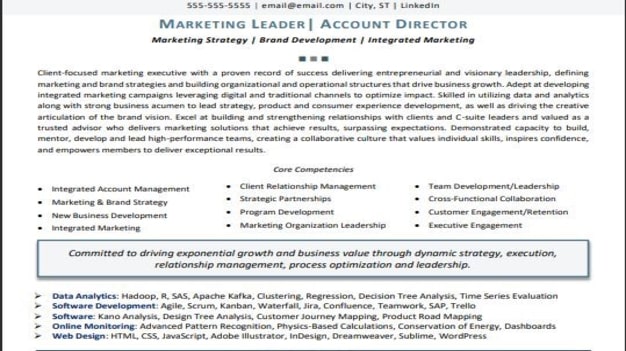 555-555-5555 | email@email.com | City, ST | LinkedIn
Marketing Leader| Account Director
Marketing Strategy | Brand Development | Integrated Marketing
Client-focused marketing executive with a proven record of success delivering entrepreneurial and visionary leadership, defining
marketing and brand strategies and building organizational and operational structures that drive business growth. Adept at developing
integrated marketing campaigns leveraging digital and traditional channels to optimize impact. Skilled in utilizing data and analytics
along with strong business acumen to lead strategy, product and consumer experience development, as well as driving the creative
articulation of the brand vision. Excel at building and strengthening relationships with clients and C-suite leaders and valued as a
trusted advisor who delivers marketing solutions that achieve results, surpassing expectations. Demonstrated capacity to build,
mentor, develop and lead high-performance teams, creating a collaborative culture that values individual skills, inspires confidence,
and empowers members to deliver exceptional results.
Core Competencies
• Integrated Account Management
• Marketing & Brand Strategy
• New Business Development
• Integrated Marketing
• Client Relationship Management
• Strategic Partnerships
• Program Development
• Marketing Organization Leadership
• Team Development/Leadership
• Cross-Functional Collaboration
• Customer Engagement/Retention
• Executive Engagement
Committed to driving exponential growth and business value through dynamic strategy, execution,
relationship management, process optimization and leadership.
➢ Data Analytics: Hadoop, R, SAS, Apache Kafka, Clustering, Regression, Decision Tree Analysis, Time Series Evaluation
➢ Software Development: Agile, Scrum, Kanban, Waterfall, Jira, Confluence, Teamwork, SAP, Trello
➢ Software: Kano Analysis, Design Tree Analysis, Customer Journey Mapping, Product Road Mapping
➢ Online Monitoring: Advanced Pattern Recognition, Physics-Based Calculations, Conservation of Energy, Dashboards
➢ Web Design: HTML, CSS, JavaScript, Adobe Illustrator, InDesign, Dreamweaver, Sublime, WordPress